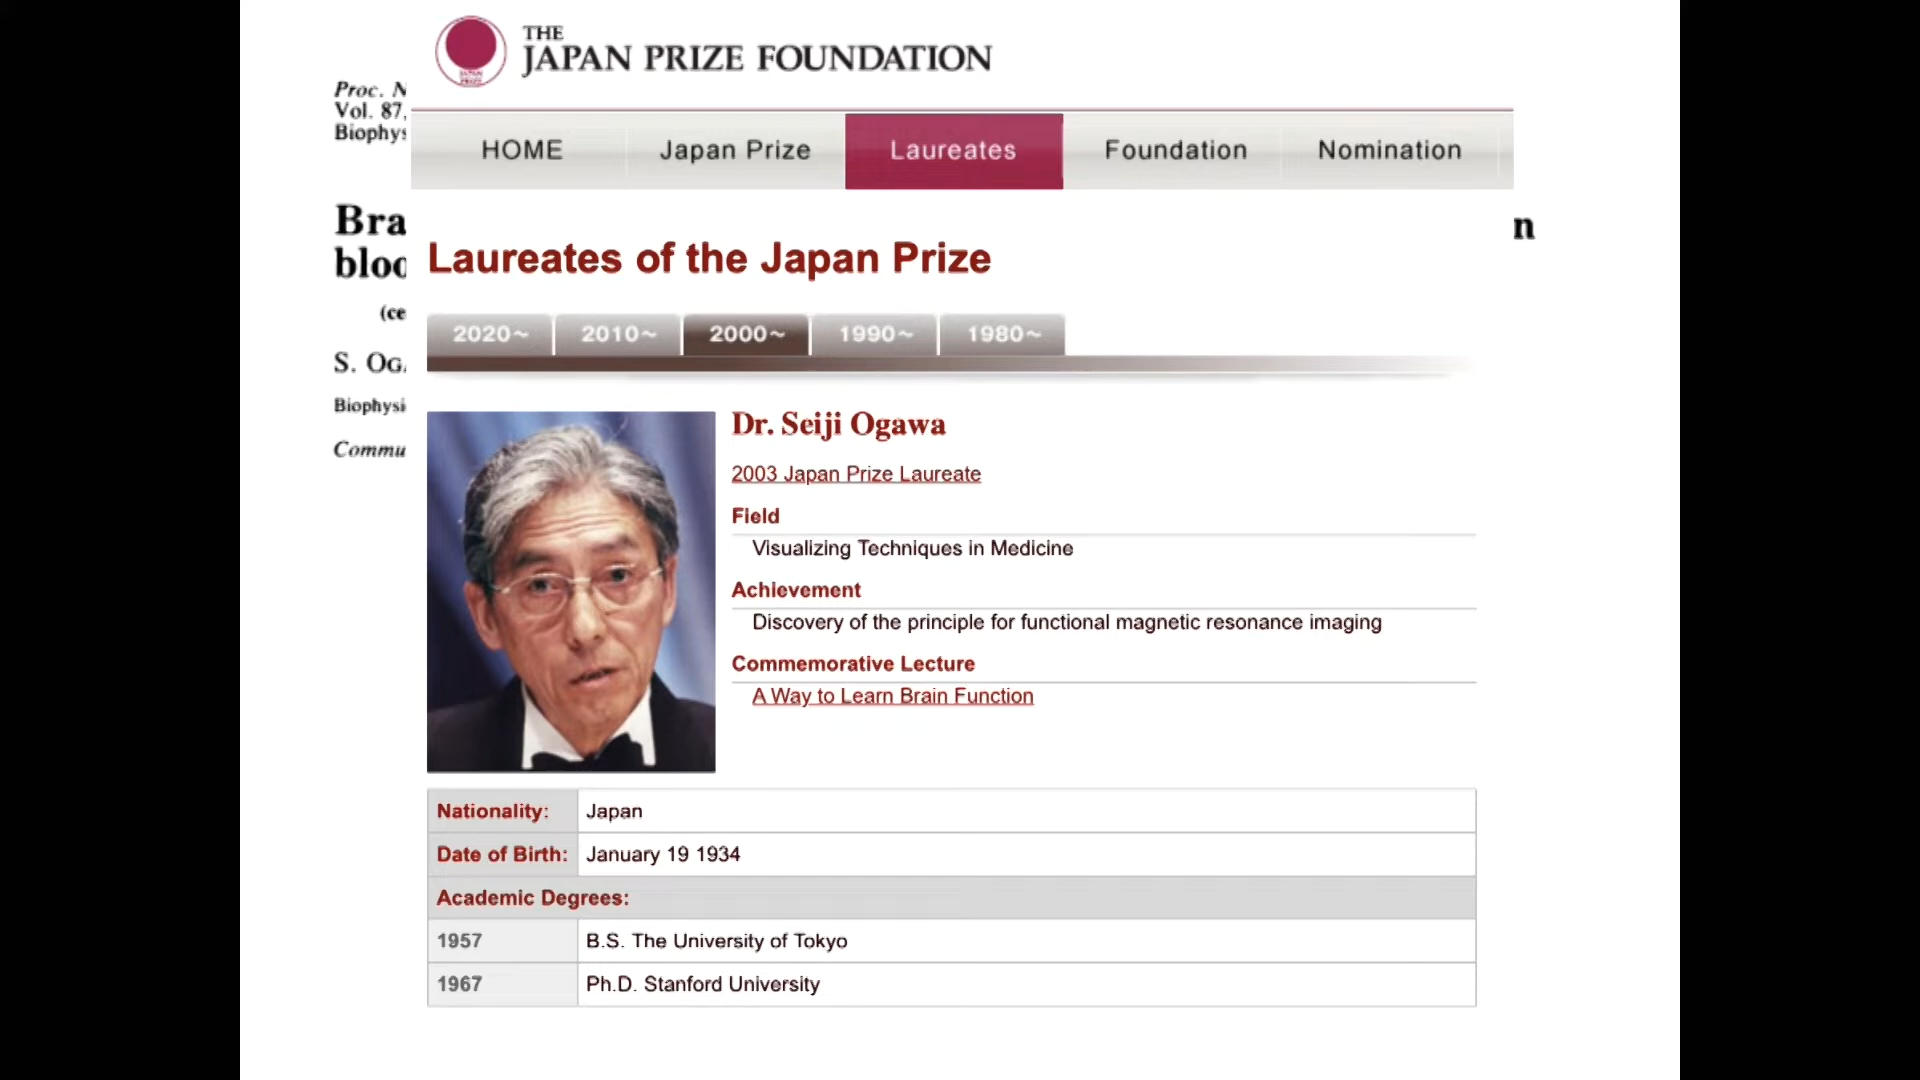 THE
JAPAN PRIZE FOUNDATION
Proc. N
Vol. 87,
Biophys
HOME Japan Prize Laureates Foundation Nomination
Bra n
bloo
Laureates of the Japan Prize
(ce
2020~ 2010~ 2000~ 1990~ 1980~
S. OGA
Biophysi
Commu
Dr. Seiji Ogawa
2003 Japan Prize Laureate
Field
Visualizing Techniques in Medicine
Achievement
Discovery of the principle for functional magnetic resonance imaging
Commemorative Lecture
A Way to Learn Brain Function
Nationality: Japan
Date of Birth: January 19 1934
Academic Degrees:
1957 B.S. The University of Tokyo
1967 Ph.D. Stanford University